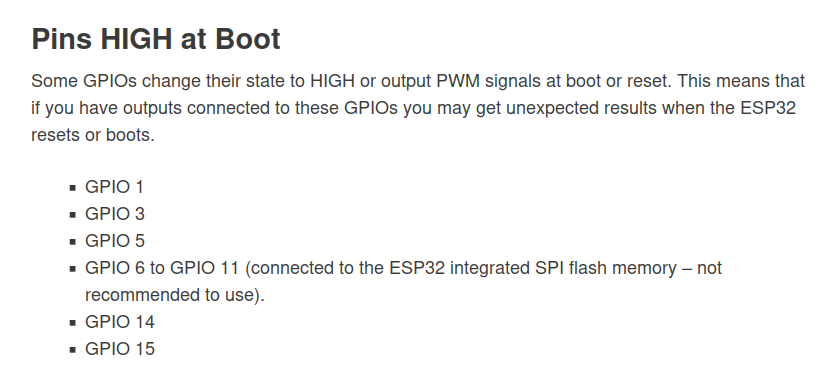 Pins HIGH at Boot
Some GPIOs change their state to HIGH or output PWM signals at boot or reset. This means that
if you have outputs connected to these GPIOs you may get unexpected results when the ESP32
resets or boots.
▪ GPIO 1
▪ GPIO 3
▪ GPIO 5
▪ GPIO 6 to GPIO 11 (connected to the ESP32 integrated SPI flash memory – not
recommended to use).
▪ GPIO 14
▪ GPIO 15